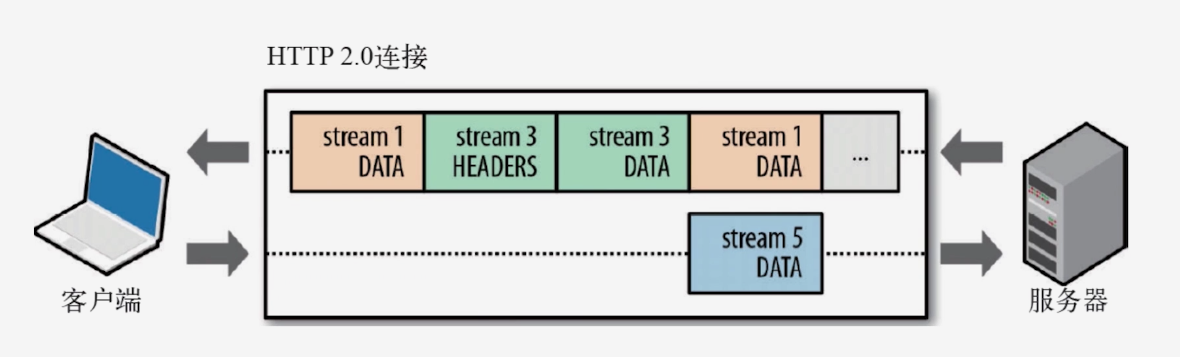 HTTP 2.0连接
stream 1
DATA
stream 3
HEADERS
stream 3
DATA
stream 1
DATA
...
stream 5
DATA
客户端
服务器